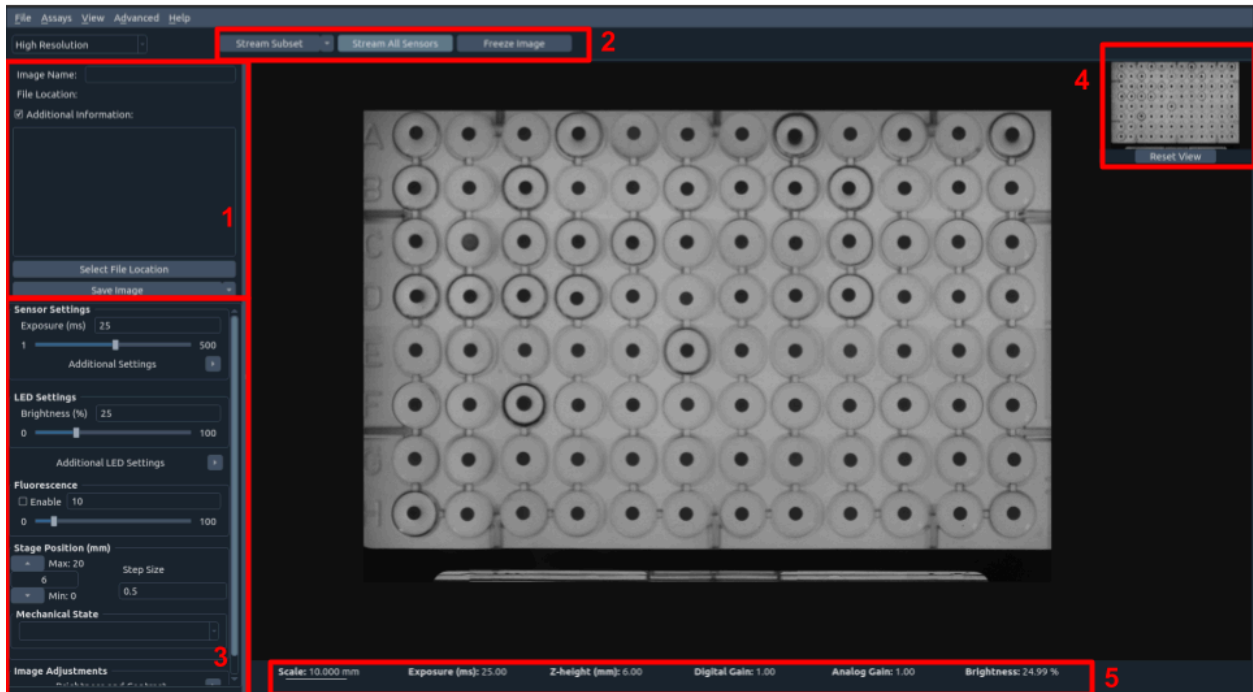 File Assays View Advanced Help
High Resolution
Stream Subset Stream All Sensors Freeze Image
2
Image Name:
File Location:
Additional Information:
1
Select File Location
Save Image
Sensor Settings
Exposure (ms) 25
1 500
Additional Settings
LED Settings
Brightness (%) 25
0 100
Additional LED Settings
Fluorescence
Enable 10
0 100
Stage Position (mm)
Max: 20
Step Size
6
0.5
Min: 0
Mechanical State
3
Image Adjustments
Brightness and Contrast
A
B
C
D
E
F
G
H
4
Reset View
Scale: 10.000 mm Exposure (ms): 25.00 Z-height (mm): 6.00 Digital Gain: 1.00 Analog Gain: 1.00 Brightness: 24.99 %
5